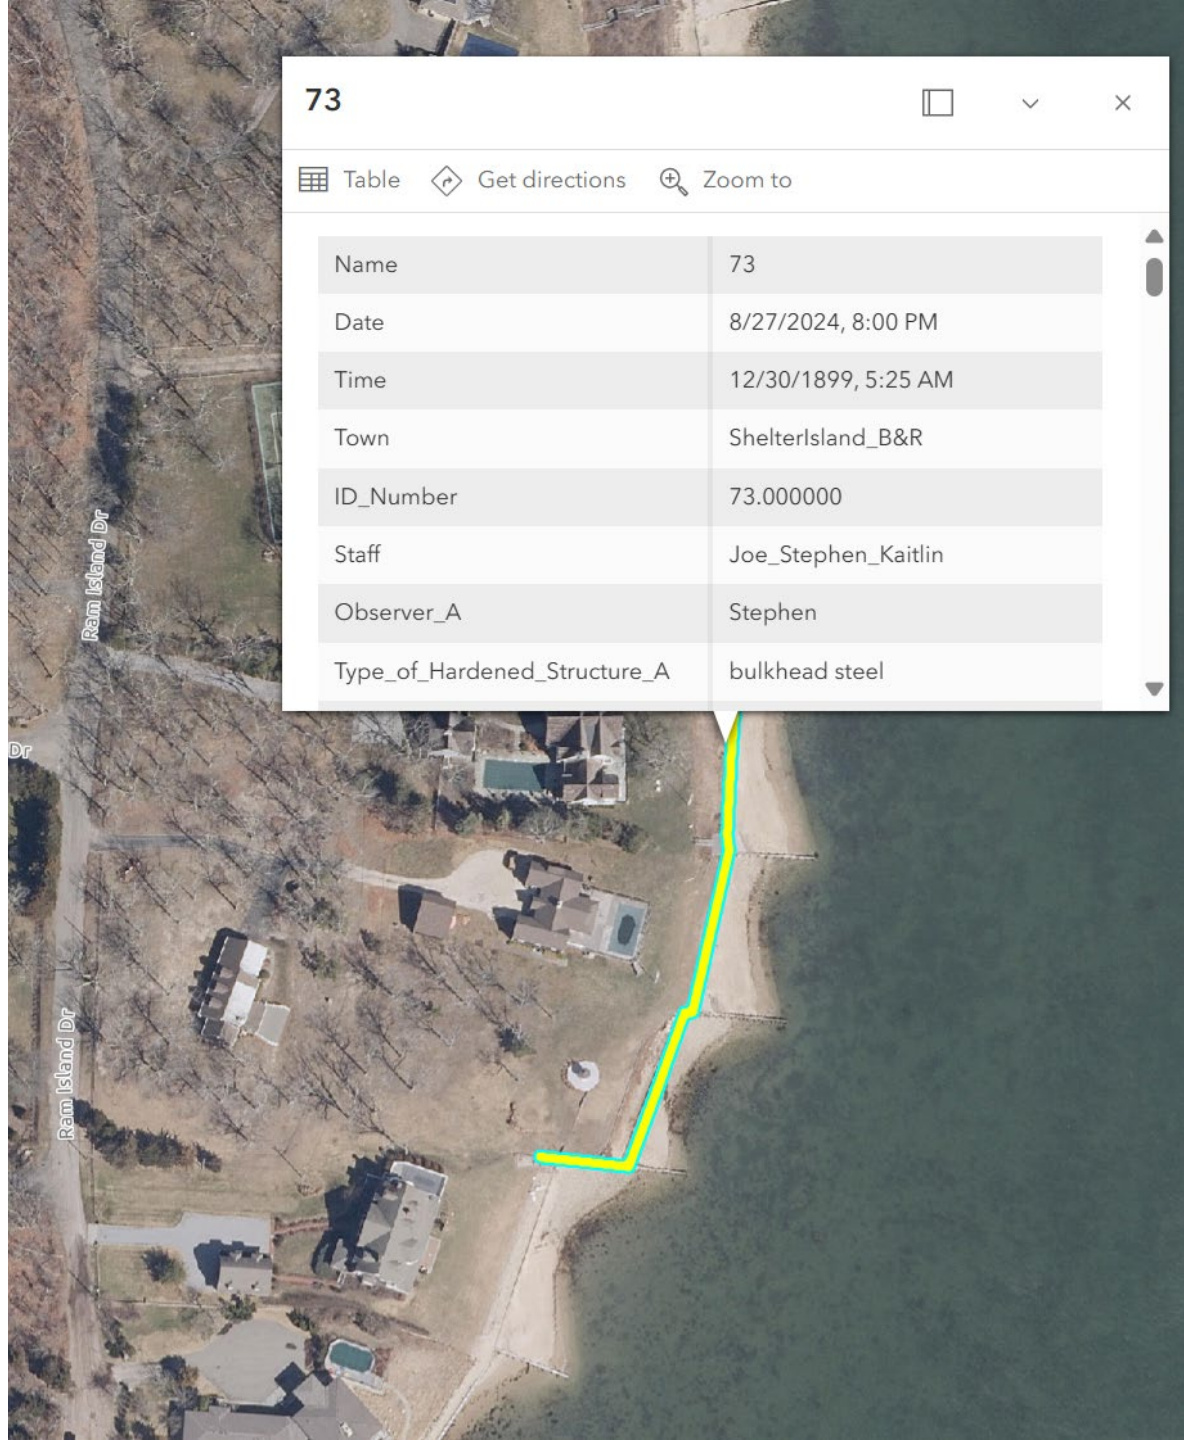 73
Table Get directions Zoom to
Name 73
Date 8/27/2024, 8:00 PM
Time 12/30/1899, 5:25 AM
Town ShelterIsland_B&R
ID_Number 73.000000
Staff Joe_Stephen_Kaitlin
Observer_A Stephen
Type_of_Hardened_Structure_A bulkhead steel
Ram Island Dr
Dr
Ram Island Dr